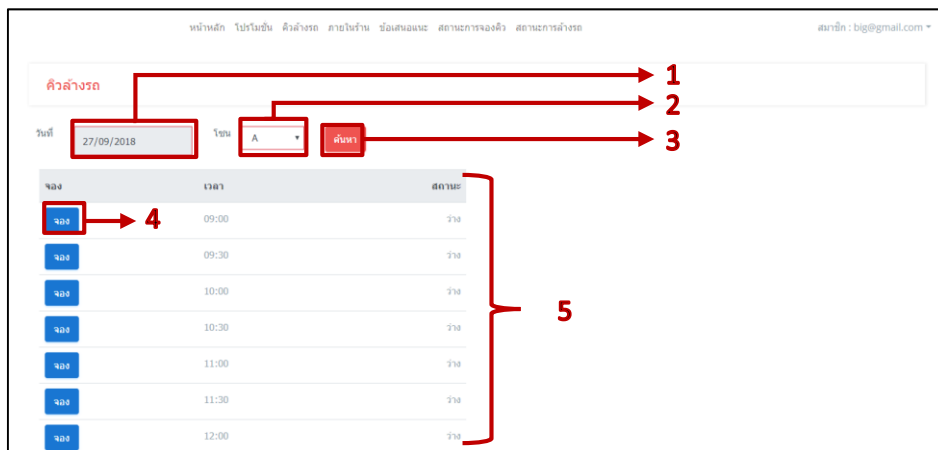 หน้าหลัก โปรโมชั่น คิวล้างรถ ภายในร้าน ข้อเสนอแนะ สถานะการจองคิว สถานะการล้างรถ สมาชิก : big@gmail.com
คิวล้างรถ 1
2
วันที่ 27/09/2018 โซน A ค้นหา 3
จอง เวลา สถานะ
จอง 4 09:00 ว่าง
จอง 09:30 ว่าง
จอง 10:00 ว่าง
5
จอง 10:30 ว่าง
จอง 11:00 ว่าง
จอง 11:30 ว่าง
จอง 12:00 ว่าง